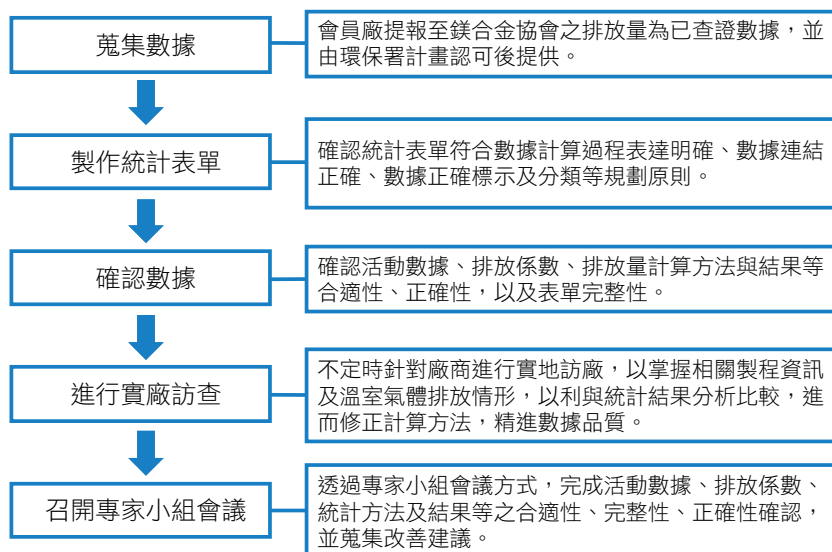 蒐集數據
會員廠提報至鎂合金協會之排放量為已查證數據，並
由環保署計畫認可後提供。
製作統計表單
確認統計表單符合數據計算過程表達明確、數據連結
正確、數據正確標示及分類等規劃原則。
確認數據
確認活動數據、排放係數、排放量計算方法與結果等
合適性、正確性，以及表單完整性。
進行實廠訪查
不定時針對廠商進行實地訪廠，以掌握相關製程資訊
及溫室氣體排放情形，以利與統計結果分析比較，進
而修正計算方法，精進數據品質。
召開專家小組會議
透過專家小組會議方式，完成活動數據、排放係數、
統計方法及結果等之合適性、完整性、正確性確認，
並蒐集改善建議。